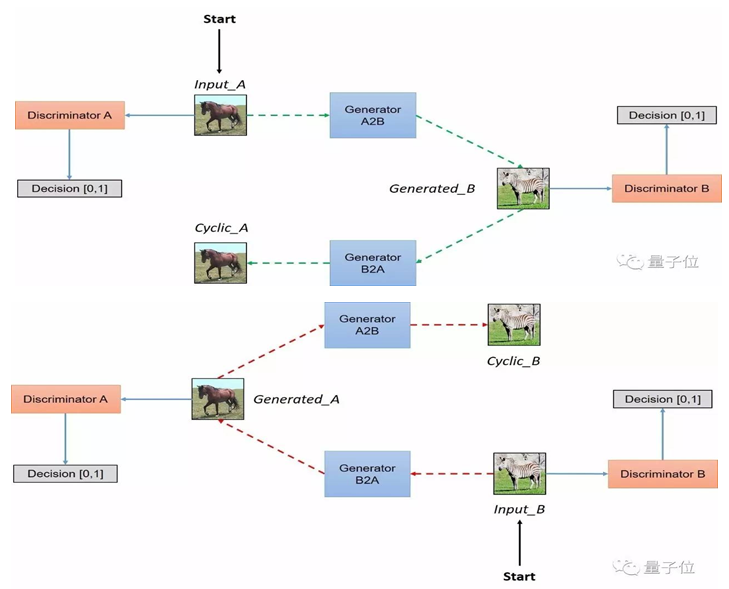 Start
Input_A
Discriminator A
Generator
A2B
Decision [0,1]
Decision [0,1]
Generated_B
Discriminator B
Cyclic_A
Generator
B2A
量子位
Generator
A2B
Cyclic_B
Discriminator A
Generated_A
Decision [0,1]
Decision [0,1]
Generator
B2A
Discriminator B
Input_B
量子位
Start